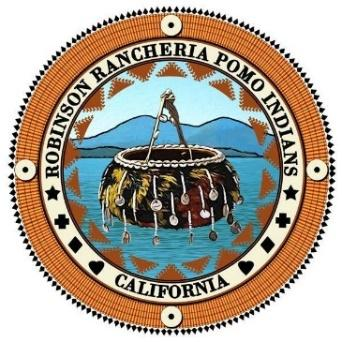 ROBINSON RANCHERIA POMO INDIANS
CALIFORNIA